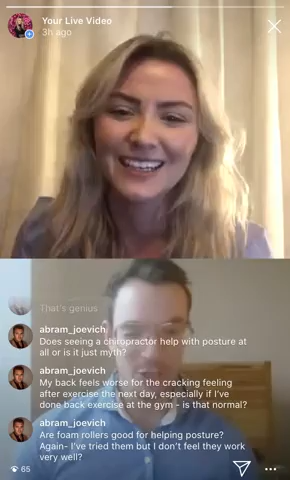 Your Live Video
3h ago
That's genius
abram_joevich
Does seeing a chiropractor help with posture
at all or is it just myth?
abram_joevich
My back feels worse for the cracking feeling
after exercise the next day, especially if I've
done back exercise at the gym - is that normal?
abram_joevich
Are foam rollers good for helping posture?
Again- I've tried them but I don't feel they work
very well?
65